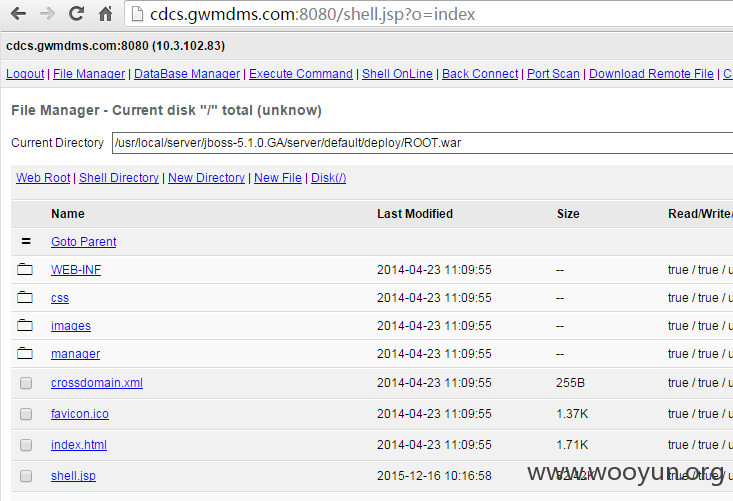 cdcs.gwmdms.com:8080/shell.jsp?o=index
cdcs.gwmdms.com:8080 (10.3.102.83)
Logout | File Manager | DataBase Manager | Execute Command | Shell OnLine | Back Connect | Port Scan | Download Remote File | C
File Manager - Current disk "/" total (unknow)
Current Directory /usr/local/server/jboss-5.1.0.GA/server/default/deploy/ROOT.war
Web Root | Shell Directory | New Directory | New File | Disk(/)
Name Last Modified Size Read/Write/
= Goto Parent
WEB-INF 2014-04-23 11:09:55 -- true / true / u
css 2014-04-23 11:09:55 -- true / true / u
images 2014-04-23 11:09:55 -- true / true / u
manager 2014-04-23 11:09:55 -- true / true / u
crossdomain.xml 2014-04-23 11:09:55 255B true / true / u
favicon.ico 2014-04-23 11:09:55 1.37K true / true / u
index.html 2014-04-23 11:09:55 1.71K true / true / u
shell.jsp 2015-12-16 10:16:58 true / true / u
www.wooyun.org